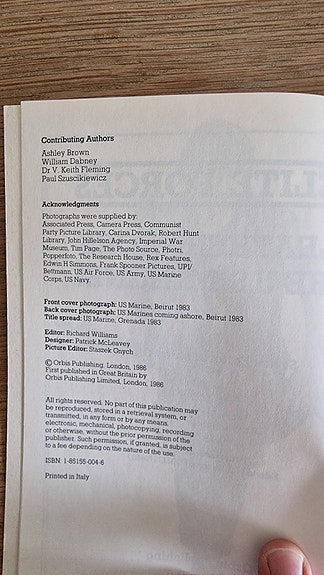 Contributing Authors
Ashley Brown
William Dabney
Dr V. Keith Fleming
Paul Szuscikiewicz
Acknowledgments
Photographs were supplied by:
Associated Press, Camera Press, Communist
Party Picture Library, Carina Dvorak, Robert Hunt
Library, John Hillelson Agency, Imperial War
Museum, Tim Page, The Photo Source, Photri,
Popperfoto, The Research House, Rex Features,
Edwin H Simmons, Frank Spooner Pictures, UPI/
Bettmann, US Air Force, US Army, US Marine
Corps, US Navy.
Front cover photograph: US Marine, Beirut 1983
Back cover photograph: US Marines coming ashore, Beirut 1983
Title spread: US Marine, Grenada 1983
Editor: Richard Williams
Designer: Patrick McLeavey
Picture Editor: Staszek Gnych
© Orbis Publishing, London, 1986
First published in Great Britain by
Orbis Publishing Limited, London, 1986
All rights reserved. No part of this publication may
be reproduced, stored in a retrieval system, or
transmitted, in any form or by any means,
electronic, mechanical, photocopying, recording
or otherwise, without the prior permission of the
publisher. Such permission, if granted, is subject
to a fee depending on the nature of the use.
ISBN: 1-85155-004-6
Printed in Italy